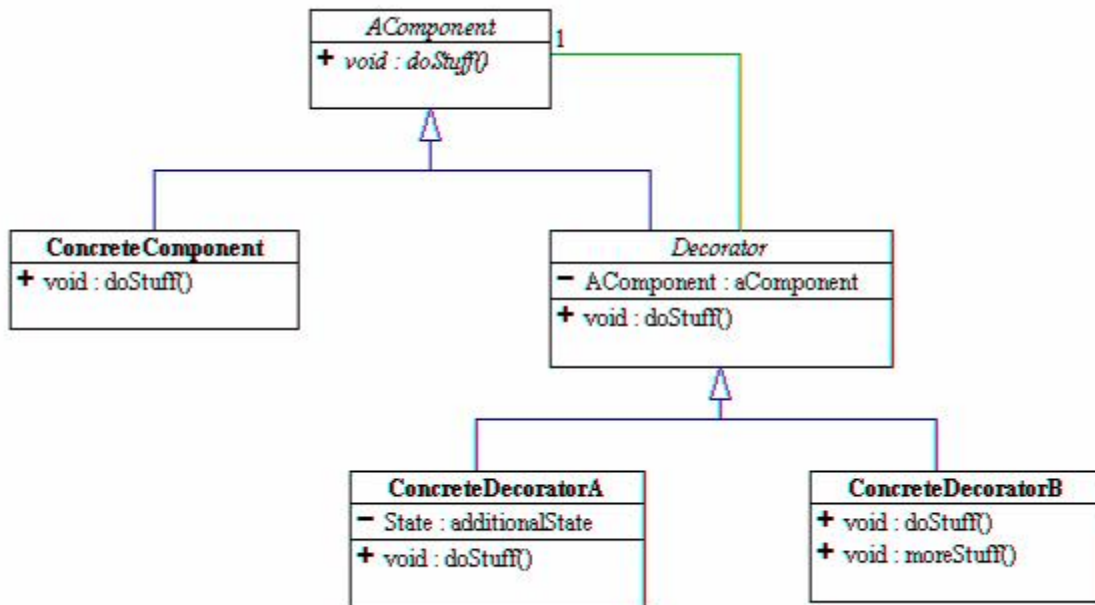 AComponent
1
+ void : doStuff()
ConcreteComponent
+ void : doStuff()
Decorator
- AComponent : aComponent
+ void : doStuff()
ConcreteDecoratorA
- State : additionalState
+ void : doStuff()
ConcreteDecoratorB
+ void : doStuff()
+ void : moreStuff()